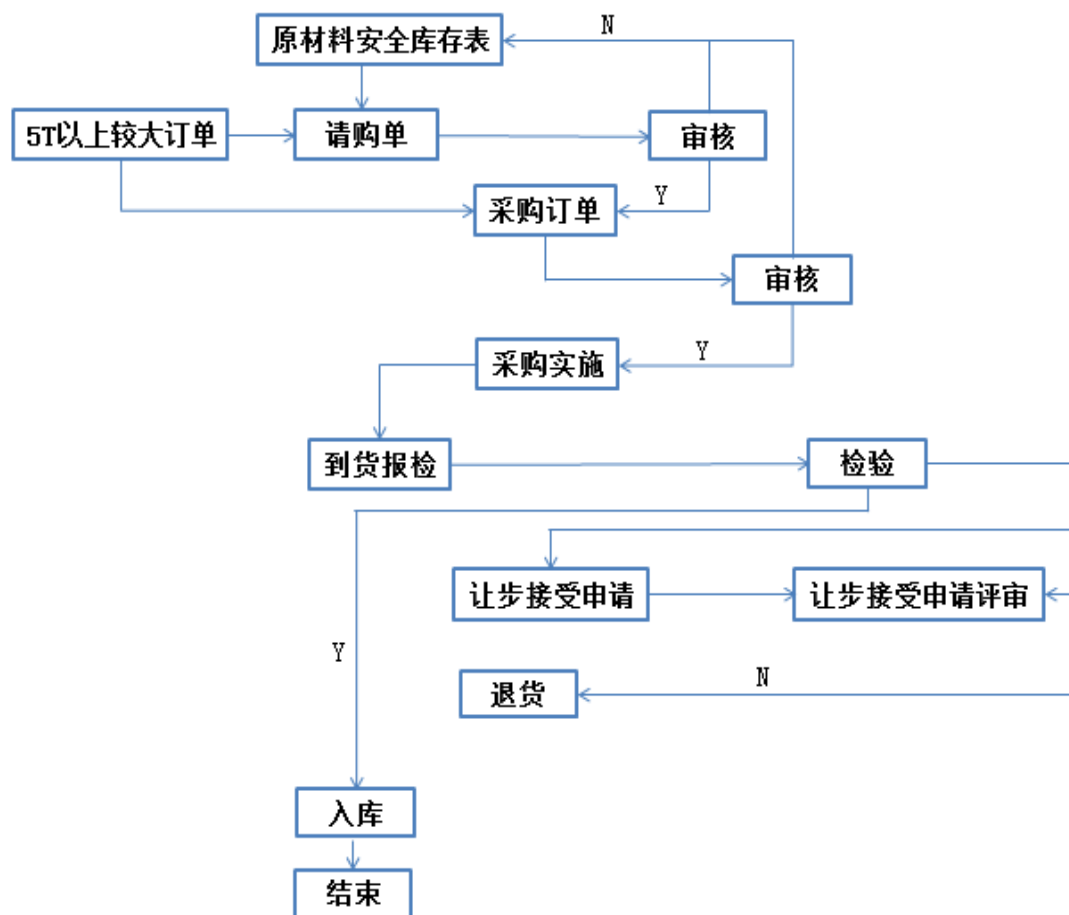 N
原材料安全库存表
5T以上较大订单
请购单
审核
采购订单
Y
审核
采购实施
Y
到货报检
检验
让步接受申请
让步接受申请评审
Y
退货
N
入库
结束